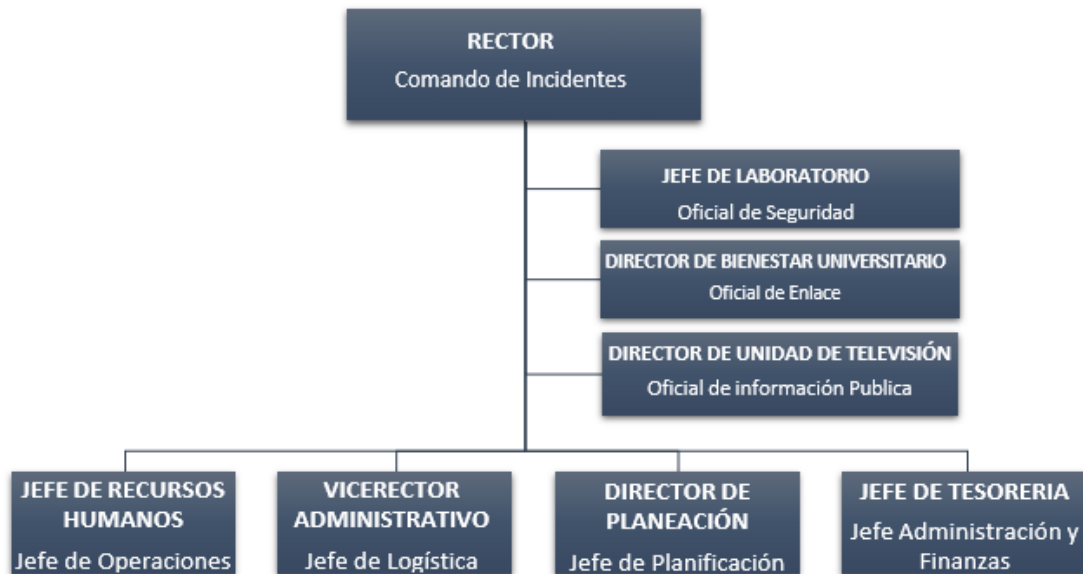 RECTOR
Comando de Incidentes
JEFE DE LABORATORIO
Oficial de Seguridad
DIRECTOR DE BIENESTAR UNIVERSITARIO
Oficial de Enlace
DIRECTOR DE UNIDAD DE TELEVISIÓN
Oficial de información Publica
JEFE DE RECURSOS
HUMANOS
Jefe de Operaciones
VICERECTOR
ADMINISTRATIVO
Jefe de Logística
DIRECTOR DE
PLANEACIÓN
Jefe de Planificación
JEFE DE TESORERIA
Jefe Administración y
Finanzas